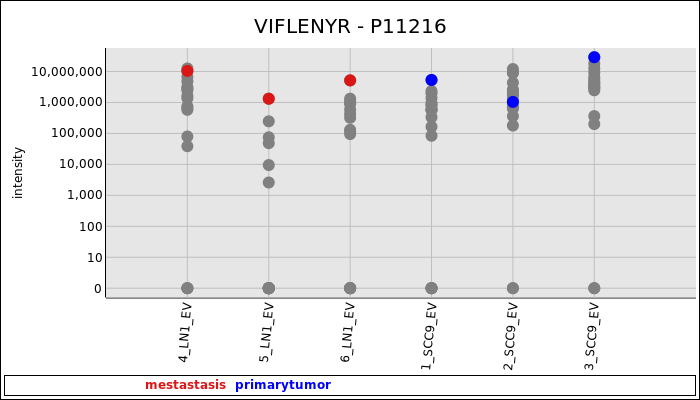 VIFLENYR - P11216
intensity
10,000,000
1,000,000
100,000
10,000
1,000
100
10
0
4_LN1_EV
5_LN1_EV
6_LN1_EV
1_SCC9_EV
2_SCC9_EV
3_SCC9_EV
mestastasis primarytumor